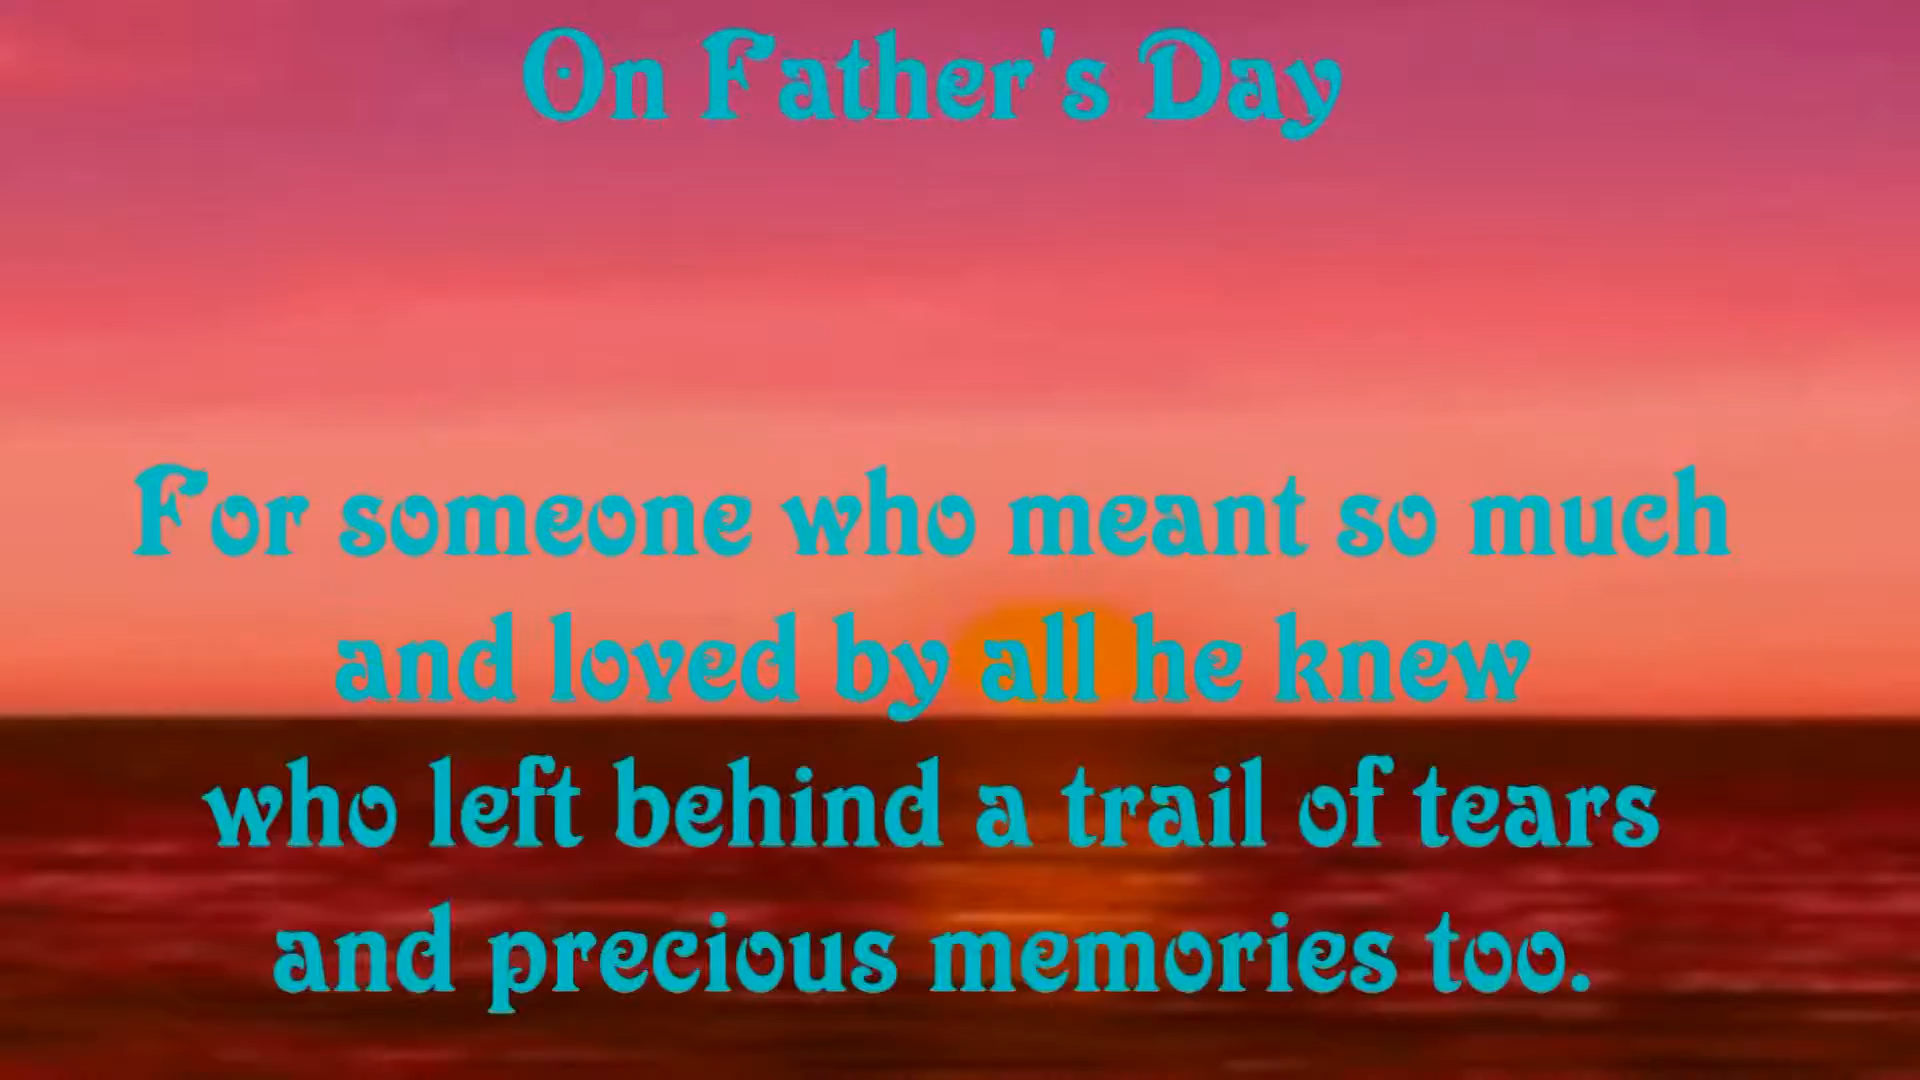 On Father's Day
For someone who meant so much
and loved by all he knew
who left behind a trail of tears
and precious memories too.